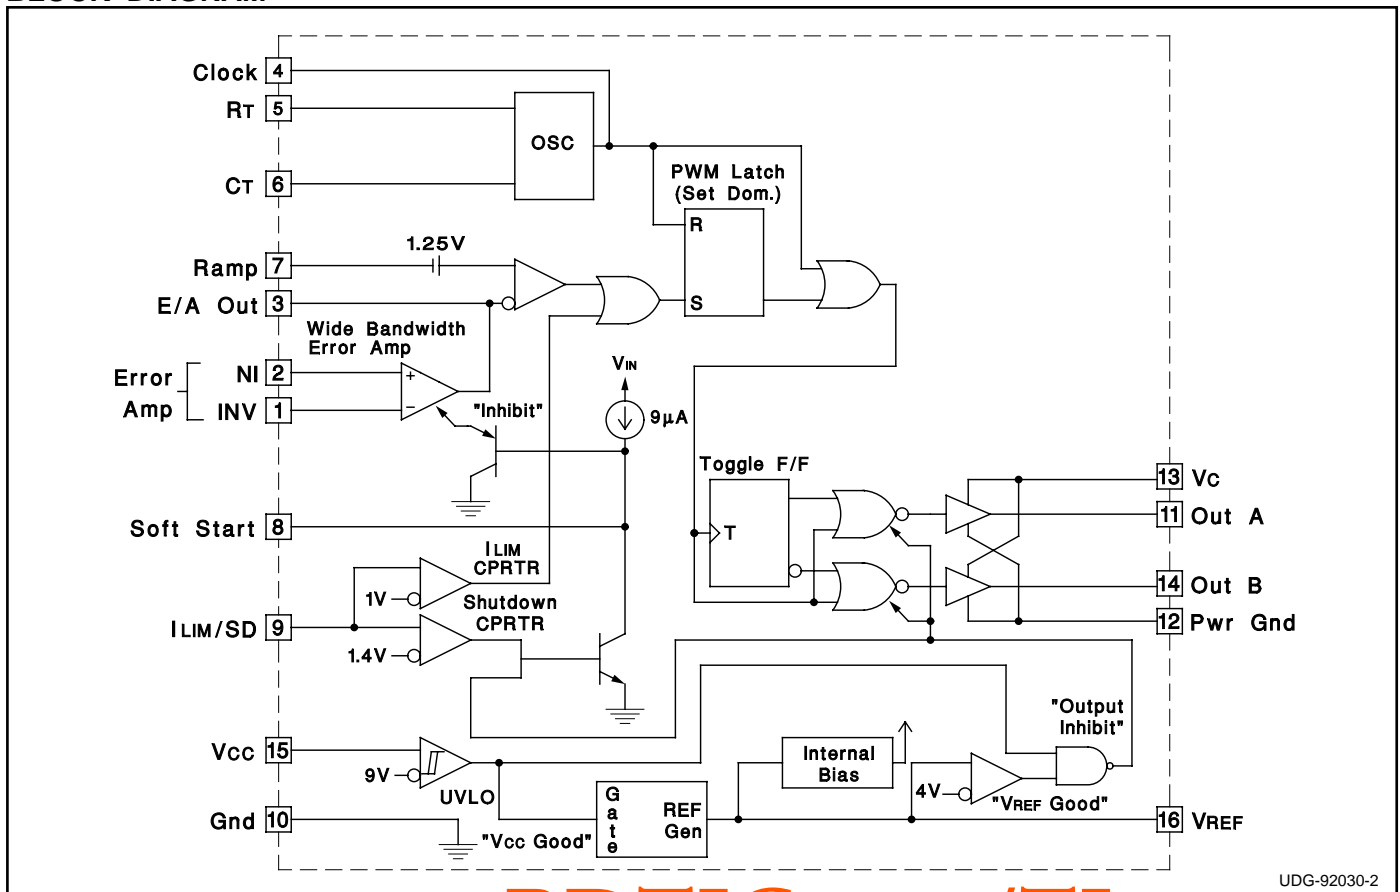 Clock 4
RT 5
OSC
CT 6
PWM Latch
(Set Dom.)
R
S
1.25V
Ramp 7
E/A Out 3
Wide Bandwidth
Error Amp
Error
Amp
NI 2
INV 1
+
−
"Inhibit"
VIN
9µA
Toggle F/F
T
13 VC
11 Out A
14 Out B
12 Pwr Gnd
Soft Start 8
ILIM
CPRTR
1V
Shutdown
CPRTR
ILIM/SD 9
1.4V
"Output
Inhibit"
VCC 15
9V
UVLO
Internal
Bias
4V
"VREF Good"
Gate
REF
Gen
"VCC Good"
Gnd 10
16 VREF
UDG-92030-2